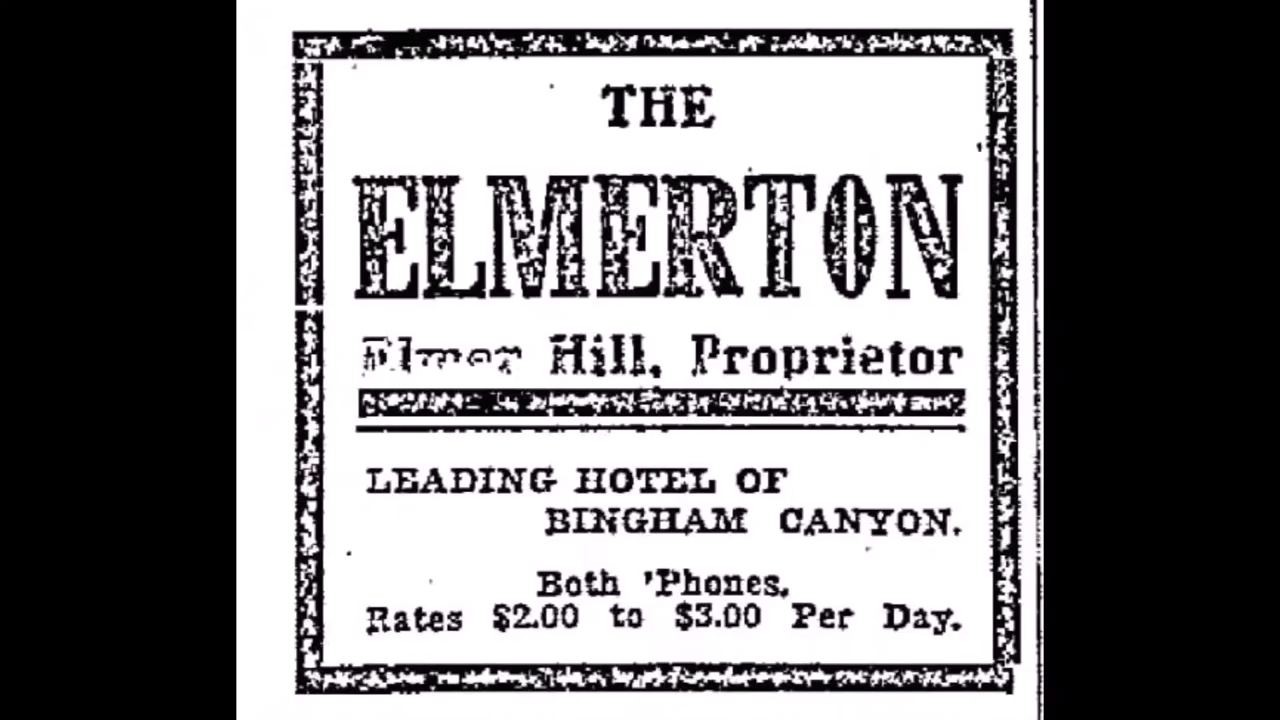 THE
ELMERTON
Elmer Hill, Proprietor
LEADING HOTEL OF
BINGHAM CANYON.
Both 'Phones.
Rates $2.00 to $3.00 Per Day.